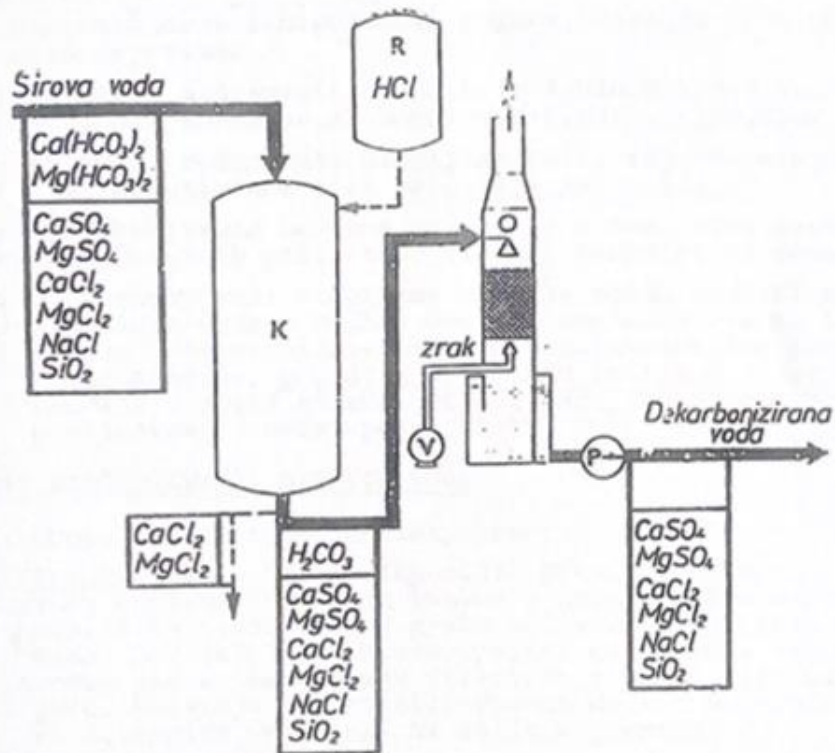 R
HCl
Sirova voda
Ca(HCO₃)₂
Mg(HCO₃)₂
CaSO₄
MgSO₄
CaCl₂
MgCl₂
NaCl
SiO₂
K
zrak
V
Dekarbonizirana
voda
P
CaCl₂
MgCl₂
H₂CO₃
CaSO₄
MgSO₄
CaCl₂
MgCl₂
NaCl
SiO₂
CaSO₄
MgSO₄
CaCl₂
MgCl₂
NaCl
SiO₂